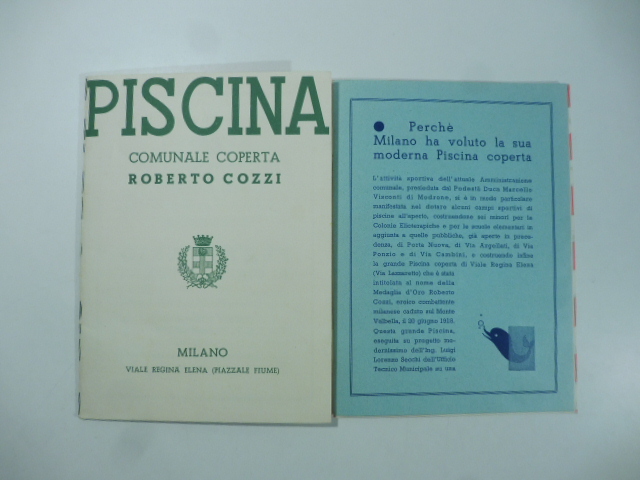 PISCINA
COMUNALE COPERTA
ROBERTO COZZI
MILANO
VIALE REGINA ELENA (PIAZZALE FIUME)
Perchè
Milano ha voluto la sua
moderna Piscina coperta
L'attività sportiva dell'attuale Amministrazione
comunale, presieduta dal Podestà Duca Marcello
Visconti di Modrone, si è in modo particolare
manifestata nel dotare alcuni campi sportivi di
piscine all'aperto, costruendone sei minori per le
Colonie Elioterapiche e per le scuole elementari in
aggiunta a quelle pubbliche, già aperte in prece-
denza, di Porta Nuova, di Via Argelati, di Via
Ponzio e di Via Cambini, e costruendo infine
la grande Piscina coperta di Viale Regina Elena
(Via Lazzaretto) che è stata
intitolata al nome della
Medaglia d'Oro Roberto
Cozzi, eroico combattente
milanese caduto sul Monte
Valbella, il 30 giugno 1918.
Questa grande Piscina,
eseguita su progetto mo-
dernissimo dell'Ing. Luigi
Lorenzo Secchi dell'Ufficio
Tecnico Municipale su una